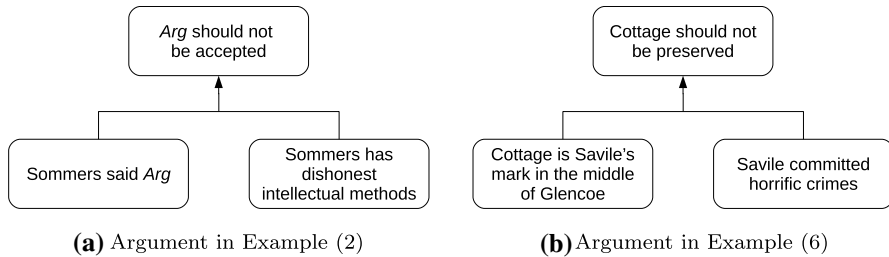 Arg should not
be accepted
Sommers said Arg
Sommers has
dishonest
intellectual methods
(a) Argument in Example (2)
Cottage should not
be preserved
Cottage is Savile's
mark in the middle
of Glencoe
Savile committed
horrific crimes
(b) Argument in Example (6)